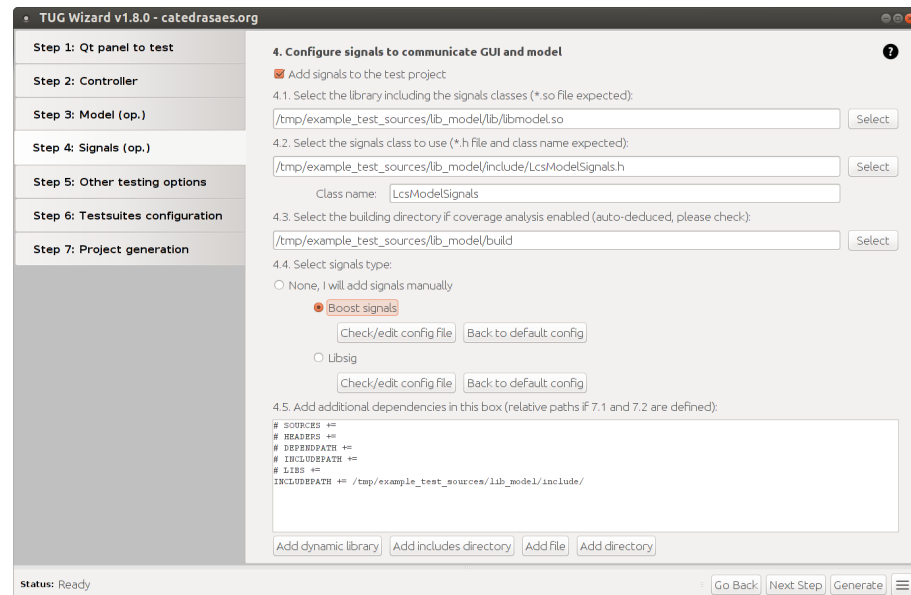 TUG Wizard v1.8.0 - catedrasaes.org
Step 1: Qt panel to test
Step 2: Controller
Step 3: Model (op.)
Step 4: Signals (op.)
Step 5: Other testing options
Step 6: Testsuites configuration
Step 7: Project generation
4. Configure signals to communicate GUI and model
?
Add signals to the test project
4.1. Select the library including the signals classes (*.so file expected):
/tmp/example_test_sources/lib_model/lib/libmodel.so
Select
4.2. Select the signals class to use (*.h file and class name expected):
/tmp/example_test_sources/lib_model/include/LcsModelSignals.h
Select
Class name: LcsModelSignals
4.3. Select the building directory if coverage analysis enabled (auto-deduced, please check):
/tmp/example_test_sources/lib_model/build
Select
4.4. Select signals type:
None, I will add signals manually
Boost signals
Check/edit config file Back to default config
Libsig
Check/edit config file Back to default config
4.5. Add additional dependencies in this box (relative paths if 7.1 and 7.2 are defined):
# SOURCES +=
# HEADERS +=
# DEPENDPATH +=
# INCLUDEPATH +=
# LIBS +=
INCLUDEPATH += /tmp/example_test_sources/lib_model/include/
Add dynamic library Add includes directory Add file Add directory
Status: Ready
Go Back Next Step Generate